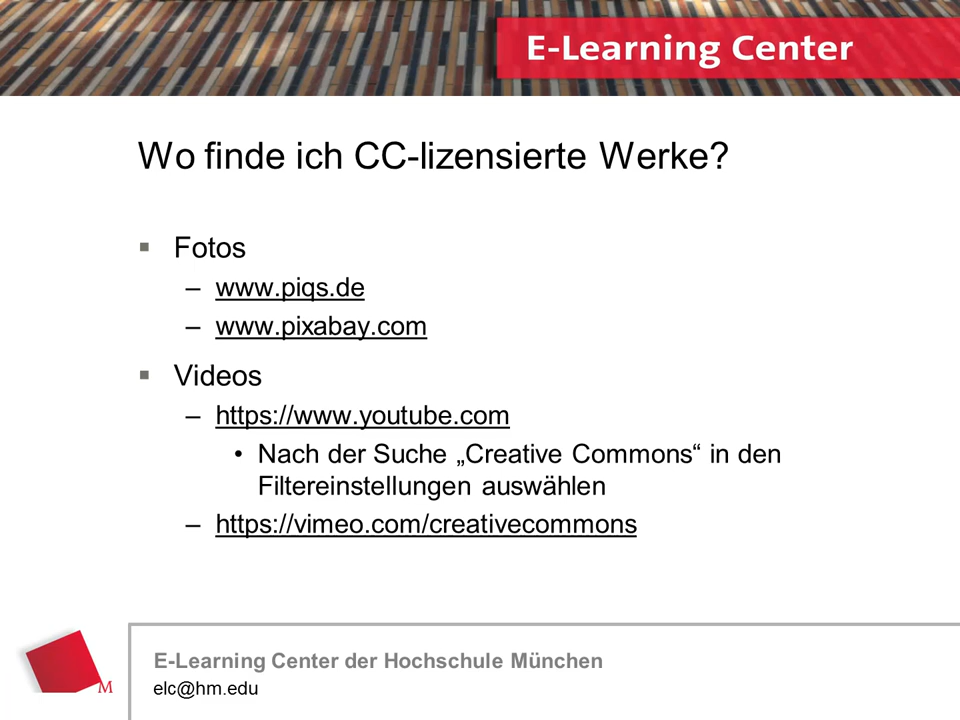 E-Learning Center
Wo finde ich CC-lizensierte Werke?
▪ Fotos
– www.piqs.de
– www.pixabay.com
▪ Videos
– https://www.youtube.com
• Nach der Suche „Creative Commons“ in den
Filtereinstellungen auswählen
– https://vimeo.com/creativecommons
E-Learning Center der Hochschule München
M
elc@hm.edu